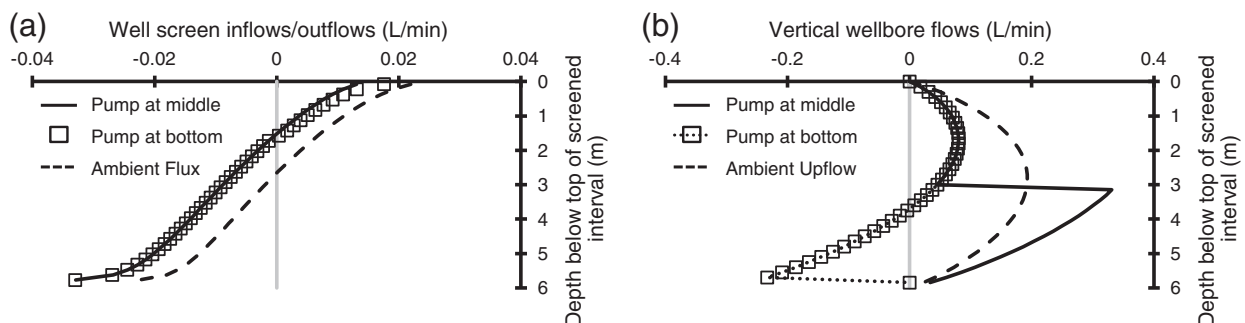 (a)
Well screen inflows/outflows (L/min)
-0.04 -0.02 0 0.02 0.04
Pump at middle
Pump at bottom
Ambient Flux
0
1
2
3
4
5
6
Depth below top of screened
interval (m)
(b)
Vertical wellbore flows (L/min)
-0.4 -0.2 0 0.2 0.4
Pump at middle
Pump at bottom
Ambient Upflow
0
1
2
3
4
5
6
Depth below top of screened
interval (m)